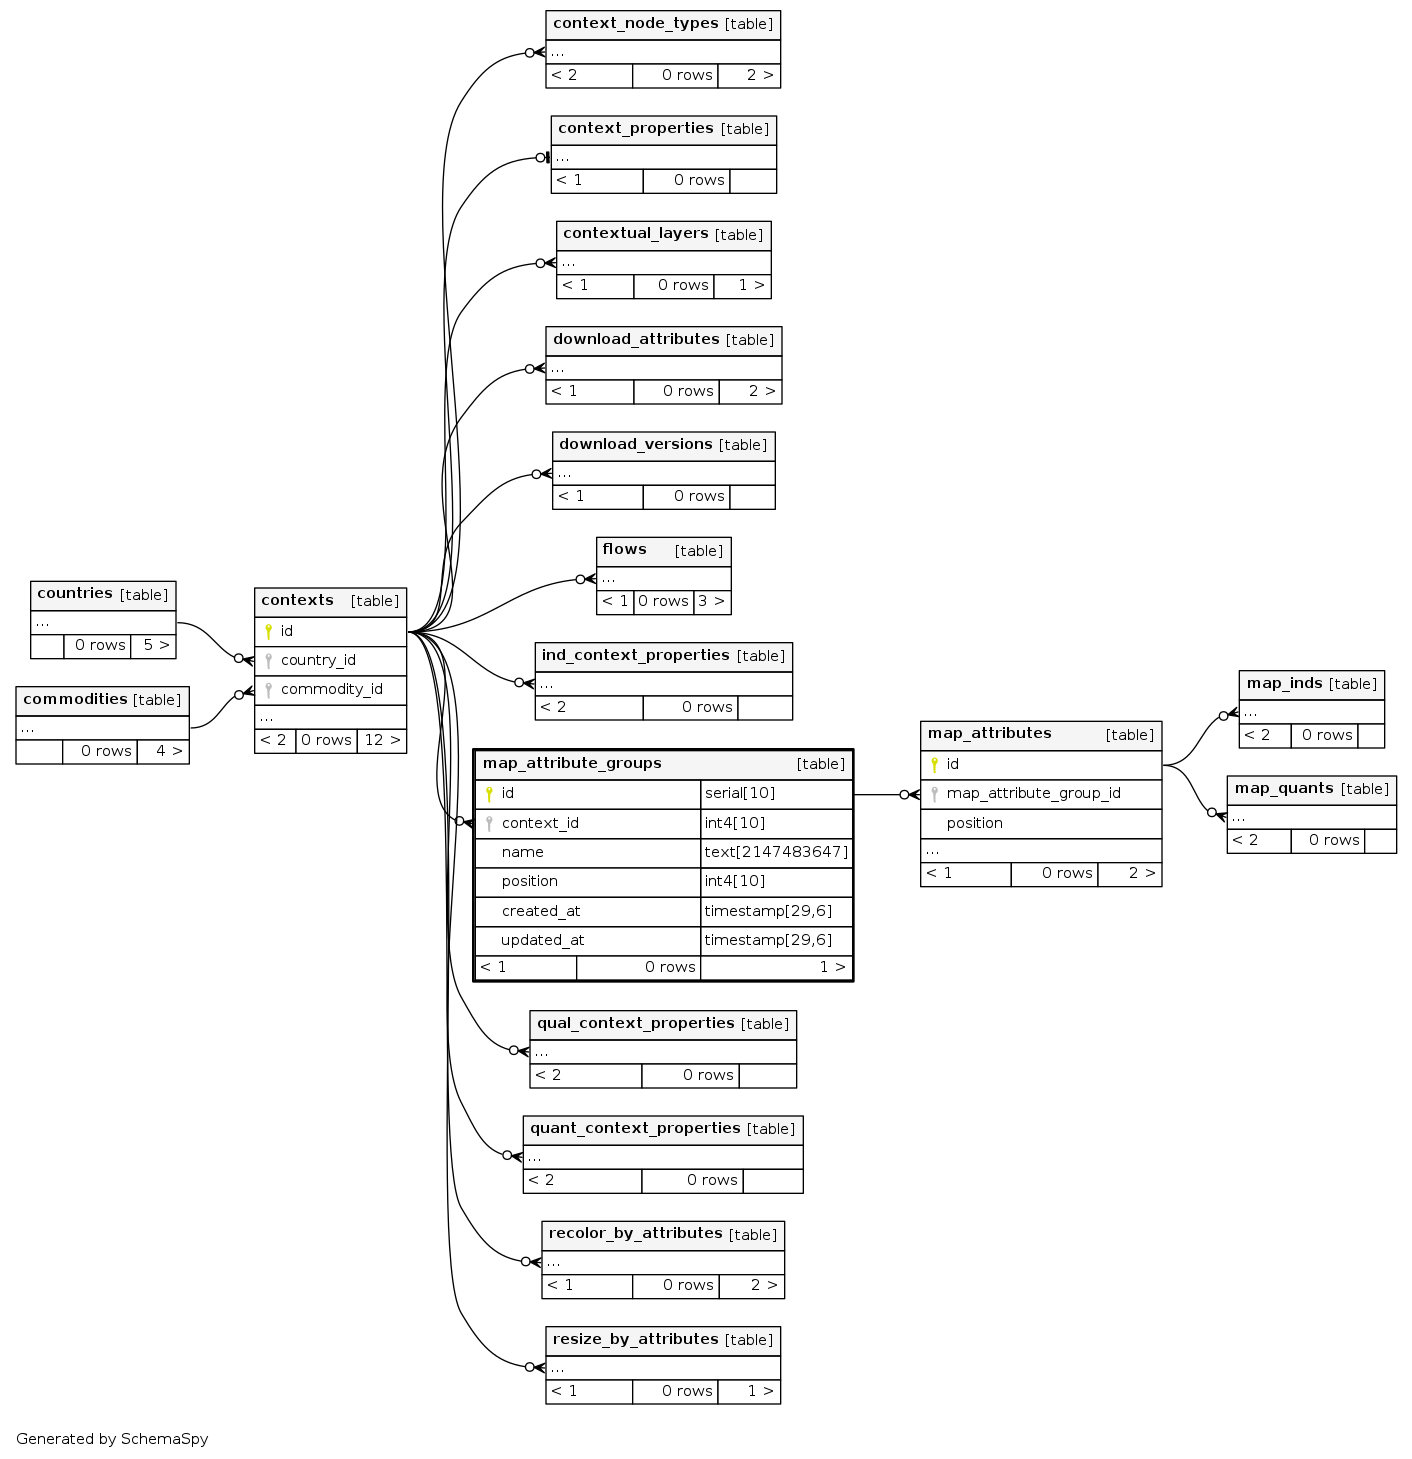 context_node_types [table]
...
< 2 0 rows 2 >
context_properties [table]
...
< 1 0 rows
contextual_layers [table]
...
< 1 0 rows 1 >
download_attributes [table]
...
< 1 0 rows 2 >
download_versions [table]
...
< 1 0 rows
flows [table]
...
< 1 0 rows 3 >
countries [table]
...
0 rows 5 >
commodities [table]
...
0 rows 4 >
contexts [table]
id
country_id
commodity_id
...
< 2 0 rows 12 >
ind_context_properties [table]
...
< 2 0 rows
map_attribute_groups [table]
id serial[10]
context_id int4[10]
name text[2147483647]
position int4[10]
created_at timestamp[29,6]
updated_at timestamp[29,6]
< 1 0 rows 1 >
map_attributes [table]
id
map_attribute_group_id
position
...
< 1 0 rows 2 >
map_inds [table]
...
< 2 0 rows
map_quants [table]
...
< 2 0 rows
qual_context_properties [table]
...
< 2 0 rows
quant_context_properties [table]
...
< 2 0 rows
recolor_by_attributes [table]
...
< 1 0 rows 2 >
resize_by_attributes [table]
...
< 1 0 rows 1 >
Generated by SchemaSpy